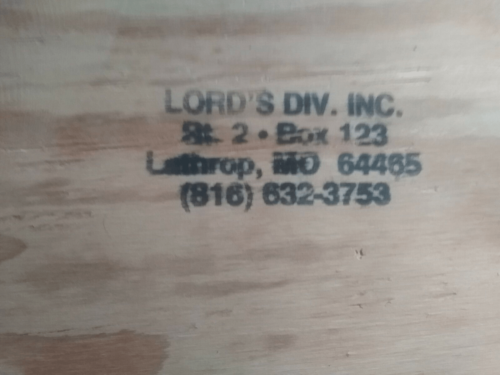 LORD'S DIV. INC.
Rt. 2 • Box 123
Lathrop, MO 64465
(816) 632-3753